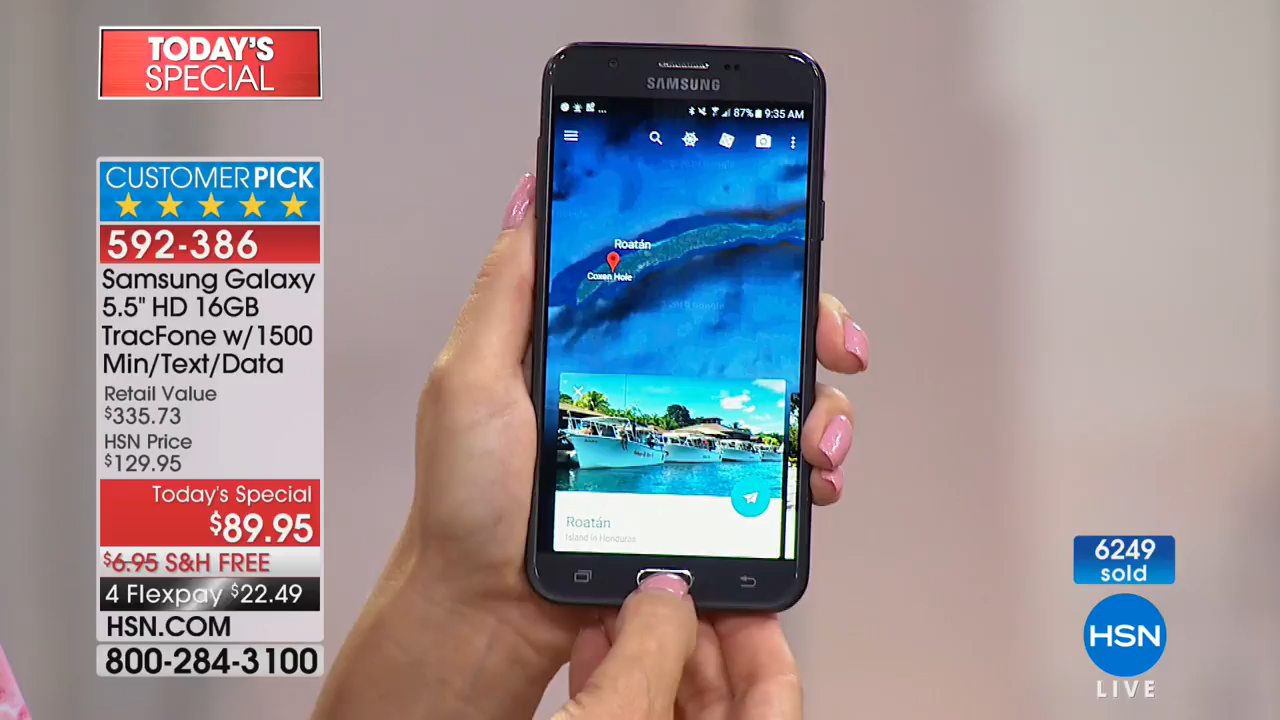 TODAY'S
SPECIAL
CUSTOMER PICK
592-386
Samsung Galaxy
5.5" HD 16GB
TracFone w/1500
Min/Text/Data
Retail Value
$335.73
HSN Price
$129.95
Today's Special
$89.95
$6.95 S&H FREE
4 Flexpay $22.49
HSN.COM
800-284-3100
SAMSUNG
87% 9:35 AM
Roatán
Coxen Hole
Roatán
Island in Honduras
6249
sold
HSN
LIVE